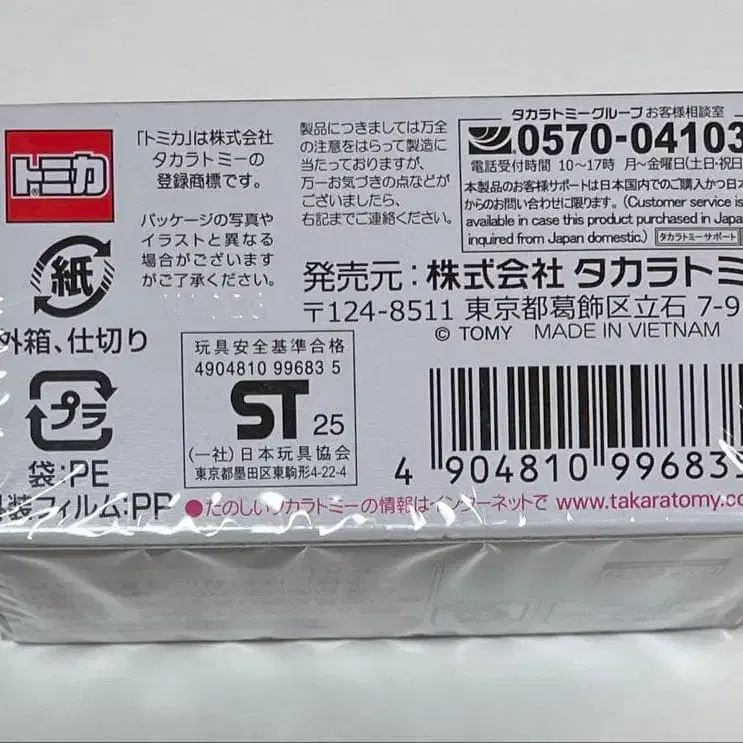 トミカ®
「トミカ」は株式会社
タカラトミーの
登録商標です。
パッケージの写真や
イラストと異なる
場合がございます
がご了承ください。
製品につきましては万全
の注意をはらって製造に
当たっておりますが、
万一お気づきの点などが
ございましたら、
右記までご連絡ください。
タカラトミーグループお客様相談室
0570-04103
電話受付時間 10～17時 月～金曜日(土・日・祝日
本製品のお客様サポートは日本国内でのご購入かつ日本
からのお問い合わせに限ります。(Customer service is
available in case this product purchased in Japa
inquired from Japan domestic.) タカラトミーサポート
発売元：株式会社 タカラトミ
〒124-8511 東京都葛飾区立石 7-9
© TOMY MADE IN VIETNAM
紙
外箱、仕切り
プラ
袋:PE
装フィルム:PP
玩具安全基準合格
4904810 99683 5
ST 25
(一社)日本玩具協会
東京都墨田区東駒形4-22-4
4 904810 996835
●たのしいタカラトミーの情報はインターネットで www.takaratomy.co